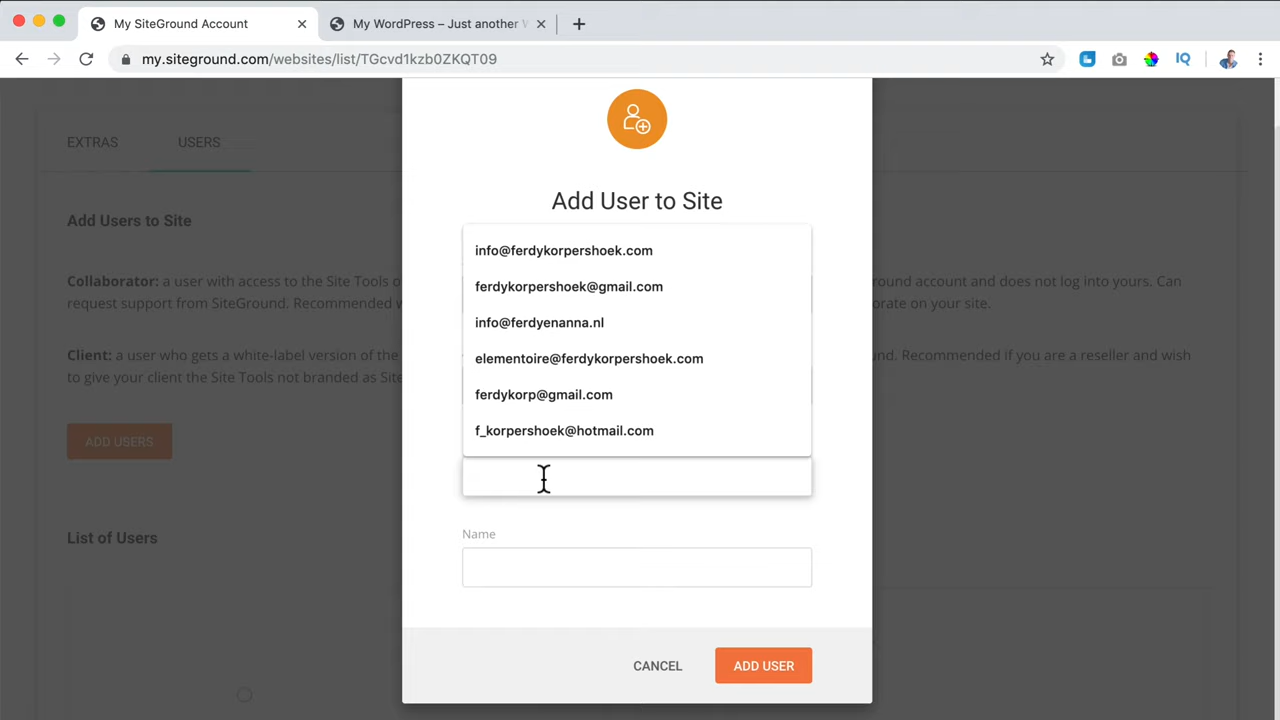 My SiteGround Account
My WordPress – Just another
my.siteground.com/websites/list/TGcvd1kzb0ZKQT09
IQ
EXTRAS
USERS
Add Users to Site
Collaborator: a user with access to the Site Tools o
Ground account and does not log into yours. Can
request support from SiteGround. Recommended w
orate on your site.
Client: a user who gets a white-label version of the
und. Recommended if you are a reseller and wish
to give your client the Site Tools not branded as Site
ADD USERS
List of Users
Add User to Site
info@ferdykorpershoek.com
ferdykorpershoek@gmail.com
info@ferdyenanna.nl
elementoire@ferdykorpershoek.com
ferdykorp@gmail.com
f_korpershoek@hotmail.com
Name
CANCEL
ADD USER